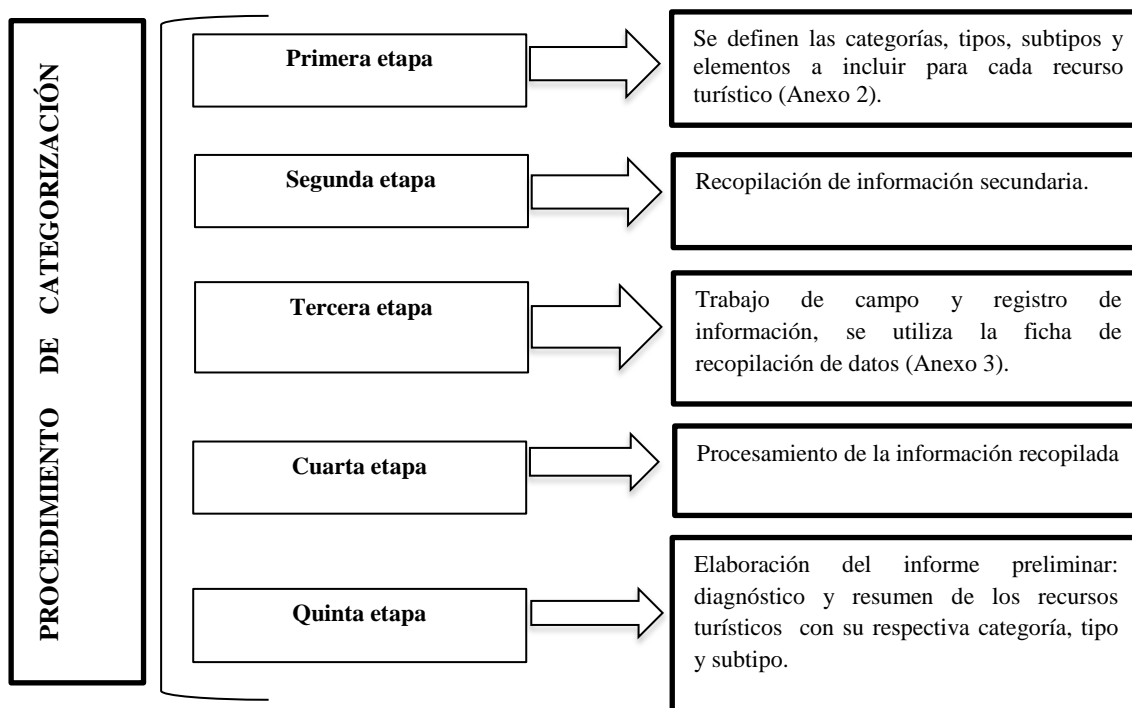 PROCEDIMIENTO DE CATEGORIZACIÓN
Primera etapa
Se definen las categorías, tipos, subtipos y
elementos a incluir para cada recurso
turístico (Anexo 2).
Segunda etapa
Recopilación de información secundaria.
Tercera etapa
Trabajo de campo y registro de
información, se utiliza la ficha de
recopilación de datos (Anexo 3).
Cuarta etapa
Procesamiento de la información recopilada
Quinta etapa
Elaboración del informe preliminar:
diagnóstico y resumen de los recursos
turísticos con su respectiva categoría, tipo
y subtipo.